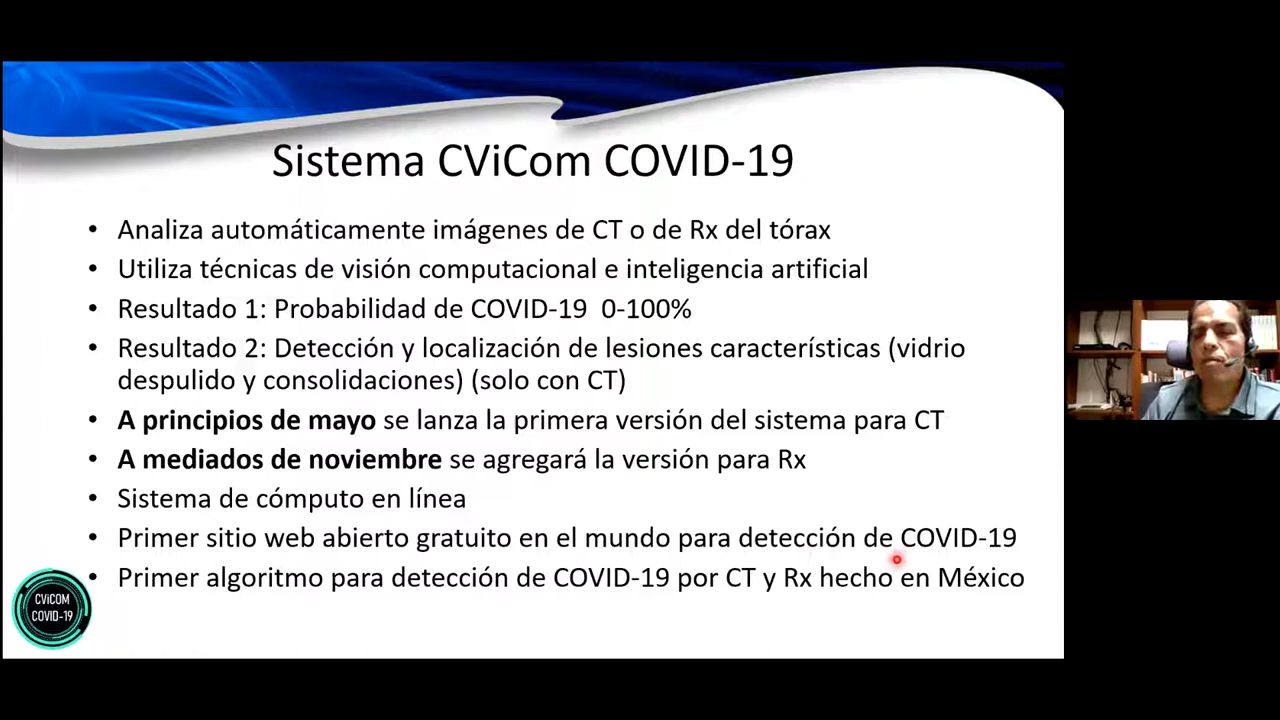 Sistema CViCom COVID-19
• Analiza automáticamente imágenes de CT o de Rx del tórax
• Utiliza técnicas de visión computacional e inteligencia artificial
• Resultado 1: Probabilidad de COVID-19 0-100%
• Resultado 2: Detección y localización de lesiones características (vidrio
despulido y consolidaciones) (solo con CT)
• A principios de mayo se lanza la primera versión del sistema para CT
• A mediados de noviembre se agregará la versión para Rx
• Sistema de cómputo en línea
• Primer sitio web abierto gratuito en el mundo para detección de COVID-19
• Primer algoritmo para detección de COVID-19 por CT y Rx hecho en México
CViCOM
COVID-19